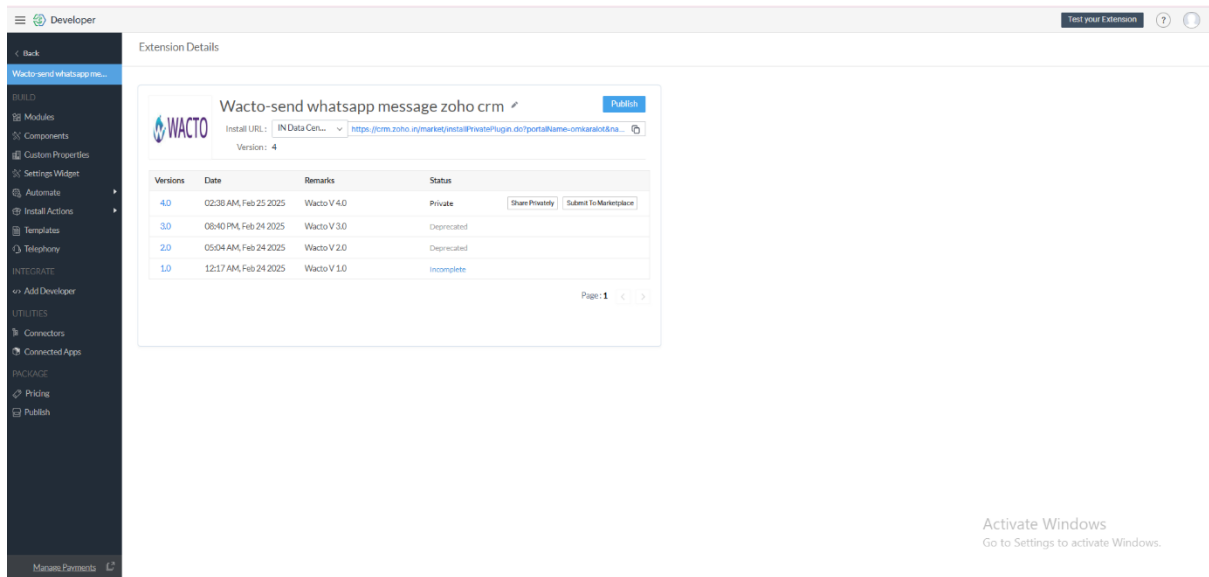 Developer
Test your Extension
?
Back
Extension Details
Wacto-send whatsapp me...
BUILD
Modules
Components
Custom Properties
Settings Widget
Automate
Install Actions
Templates
Telephony
INTEGRATE
Add Developer
UTILITIES
Connectors
Connected Apps
PACKAGE
Pricing
Publish
Manage Payments
WACTO
Wacto-send whatsapp message zoho crm
Publish
Install URL : IN Data Cen... https://crm.zoho.in/market/installPrivatePlugin.do?portalName=omkaralot&na...
Version : 4
Versions Date Remarks Status
4.0 02:38 AM, Feb 25 2025 Wacto V 4.0 Private Share Privately Submit To Marketplace
3.0 08:40 PM, Feb 24 2025 Wacto V 3.0 Deprecated
2.0 05:04 AM, Feb 24 2025 Wacto V 2.0 Deprecated
1.0 12:17 AM, Feb 24 2025 Wacto V 1.0 Incomplete
Page : 1
Activate Windows
Go to Settings to activate Windows.